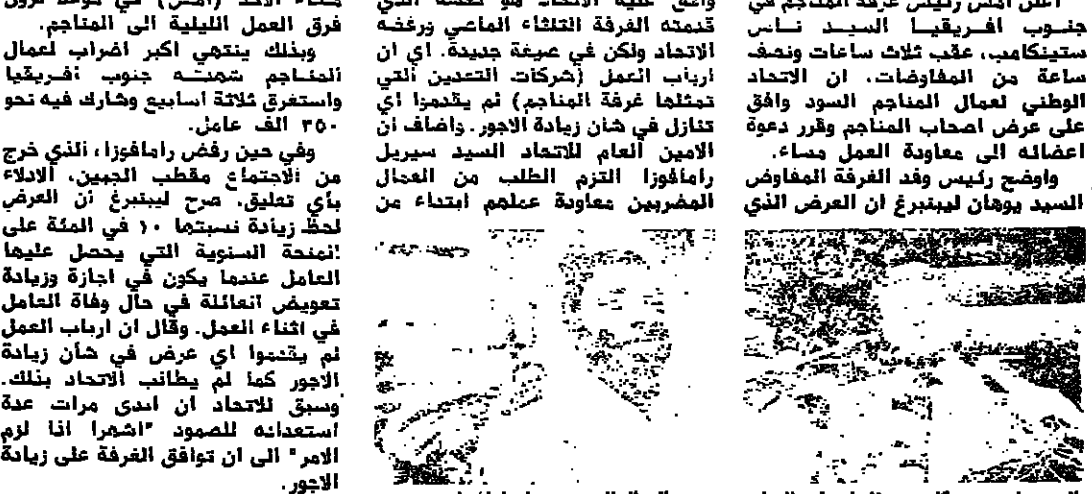 اعلن امس رئيس غرفة المناجم في
جنوب افريقيا السيد ناس
ستينكامب، عقب ثلاث ساعات ونصف
ساعة من المفاوضات، ان الاتحاد
الوطني لعمال المناجم السود وافق
على عرض اصحاب المناجم وقرر دعوة
اعضائه الى معاودة العمل مساء.
واوضح رئيس وفد الغرفة المفاوض
السيد يوهان ليبنبرغ ان العرض الذي
وافق عليه الاتحاد هو نفسه الذي
قدمته الغرفة الثلثاء الماضي ورفضه
الاتحاد ولكن في صيغة جديدة. اي ان
ارباب العمل (شركات التعدين التي
تمثلها غرفة المناجم) لم يقدموا اي
تنازل في شأن زيادة الاجور. واضاف ان
الامين العام للاتحاد السيد سيريل
رامافوزا التزم الطلب من العمال
المضربين معاودة عملهم ابتداء من
مساء الاحد (امس) في موعد نزول
فرق العمل الليلية الى المناجم.
وبذلك ينتهي اكبر اضراب لعمال
المناجم شهدته جنوب افريقيا
واستغرق ثلاثة اسابيع وشارك فيه نحو
٣٥٠ الف عامل.
وفي حين رفض رامافوزا، الذي خرج
من الاجتماع مقطب الجبين، الادلاء
بأي تعليق. صرح ليبنبرغ ان العرض
لحظ زيادة نسبتها ١٠ في المئة على
المنحة السنوية التي يحصل عليها
العامل عندما يكون في اجازة وزيادة
تعويض العائلة في حال وفاة العامل
في اثناء العمل. وقال ان ارباب العمل
لم يقدموا اي عرض في شأن زيادة
الاجور كما لم يطالب الاتحاد بذلك.
وسبق للاتحاد ان ابدى مرات عدة
استعداده للصمود "اشهرا اذا لزم
الامر" الى ان توافق الغرفة على زيادة
الاجور.